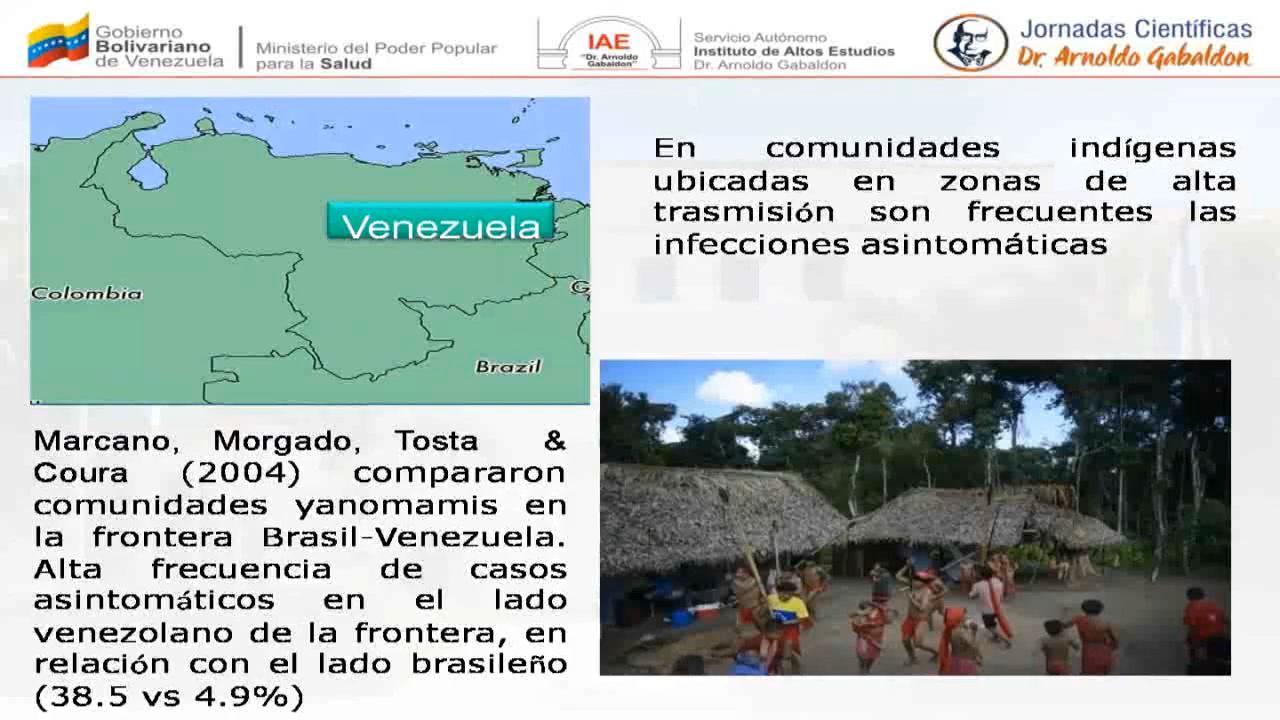 Gobierno
Bolivariano
de Venezuela
Ministerio del Poder Popular
para la Salud
IAE
"Dr. Arnoldo
Gabaldon"
Servicio Autónomo
Instituto de Altos Estudios
Dr. Arnoldo Gabaldon
Jornadas Científicas
Dr. Arnoldo Gabaldon
Venezuela
Colombia
G
Brazil
En comunidades indígenas
ubicadas en zonas de alta
trasmisión son frecuentes las
infecciones asintomáticas
Marcano, Morgado, Tosta &
Coura (2004) compararon
comunidades yanomamis en
la frontera Brasil-Venezuela.
Alta frecuencia de casos
asintomáticos en el lado
venezolano de la frontera, en
relación con el lado brasileño
(38.5 vs 4.9%)